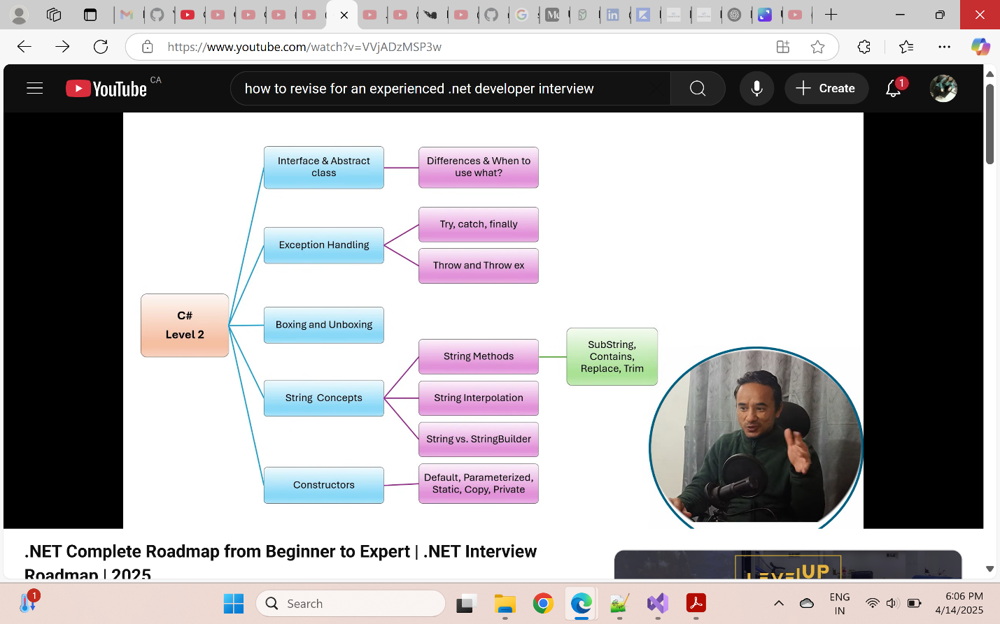 https://www.youtube.com/watch?v=VVjADzMSP3w
YouTube CA
how to revise for an experienced .net developer interview
Create
1
Interface & Abstract
class
Differences & When to
use what?
Exception Handling
Try, catch, finally
Throw and Throw ex
C#
Level 2
Boxing and Unboxing
String Concepts
String Methods
SubString,
Contains,
Replace, Trim
String Interpolation
String vs. StringBuilder
Constructors
Default, Parameterized,
Static, Copy, Private
.NET Complete Roadmap from Beginner to Expert | .NET Interview
Roadmap | 2025
LEVELUP
1
Search
ENG
IN
6:06 PM
4/14/2025